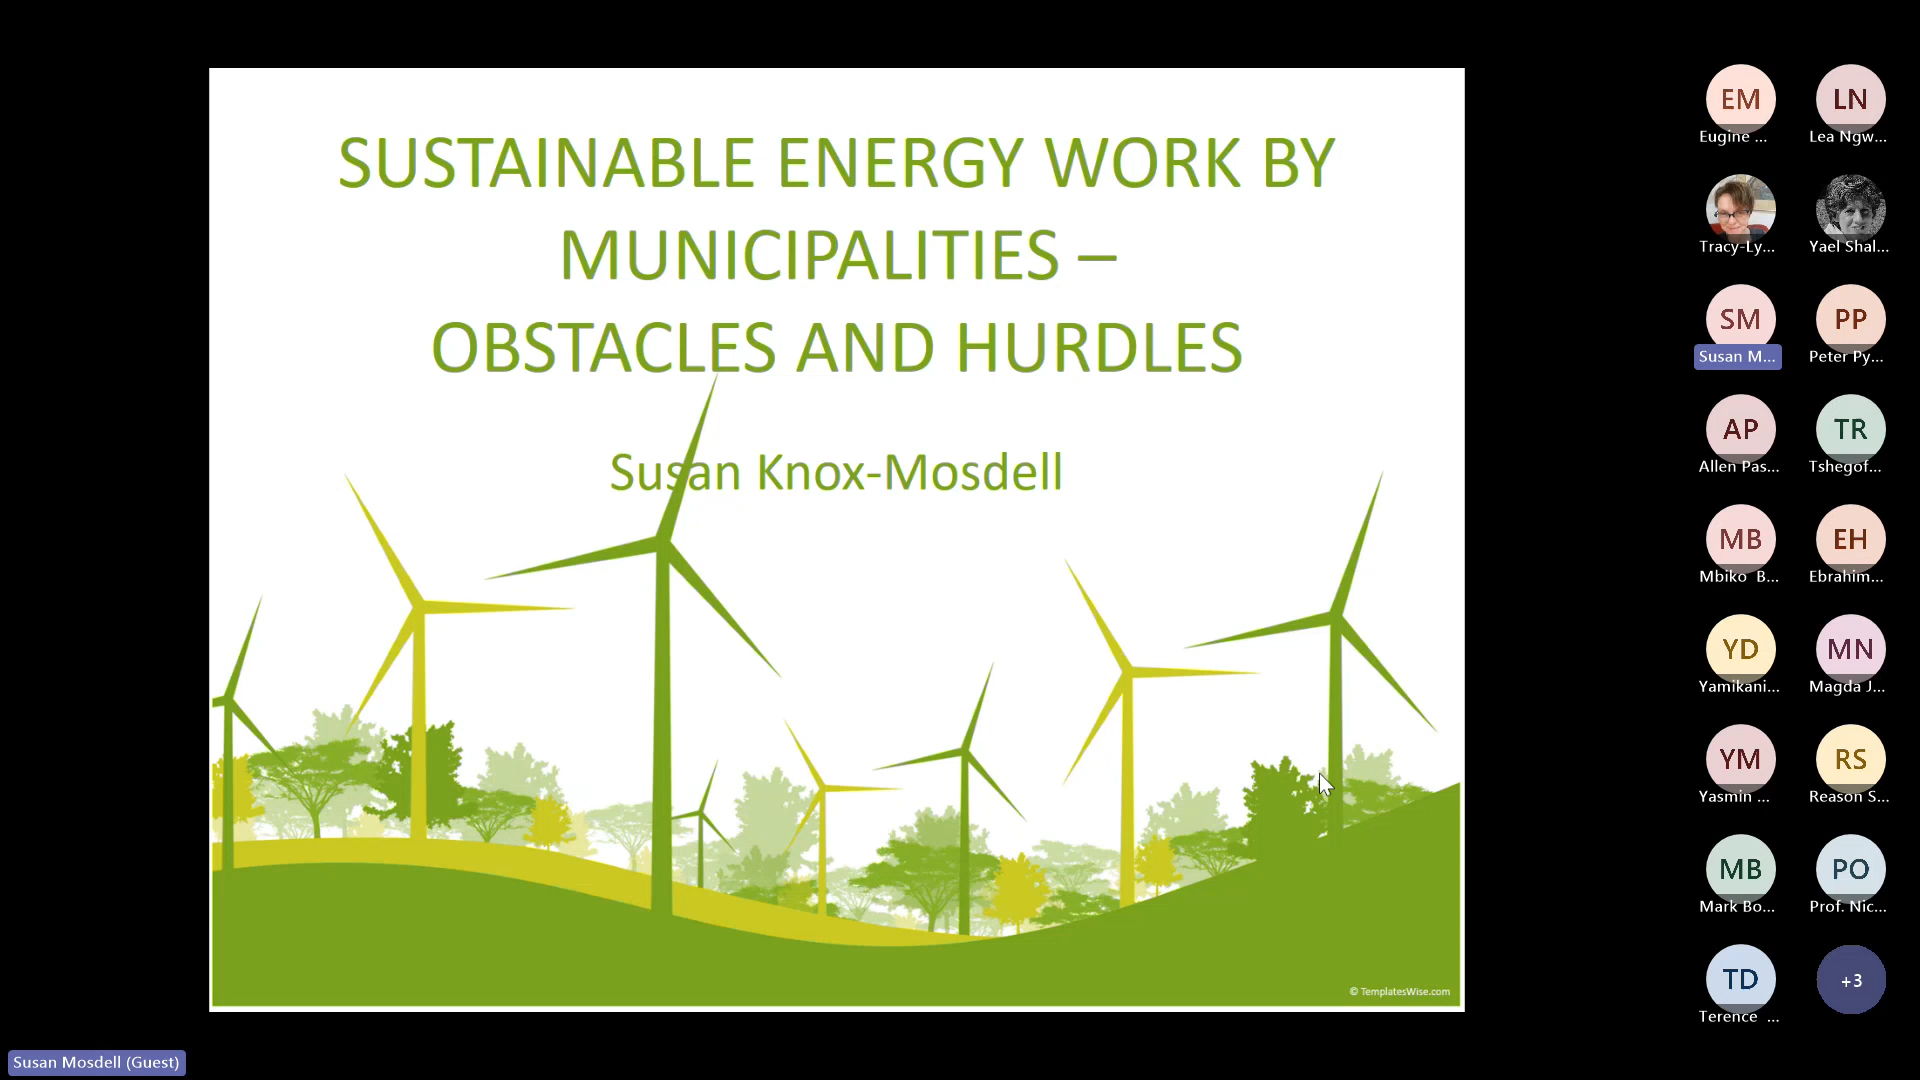 SUSTAINABLE ENERGY WORK BY
MUNICIPALITIES –
OBSTACLES AND HURDLES
Susan Knox-Mosdell
© TemplatesWise.com
EM
Eugine ...
LN
Lea Ngw...
Tracy-Ly...
Yael Shal...
SM
Susan M...
PP
Peter Py...
AP
Allen Pas...
TR
Tshegof...
MB
Mbiko B...
EH
Ebrahim...
YD
Yamikani...
MN
Magda J...
YM
Yasmin ...
RS
Reason S...
MB
Mark Bo...
PO
Prof. Nic...
TD
Terence ...
+3
Susan Mosdell (Guest)